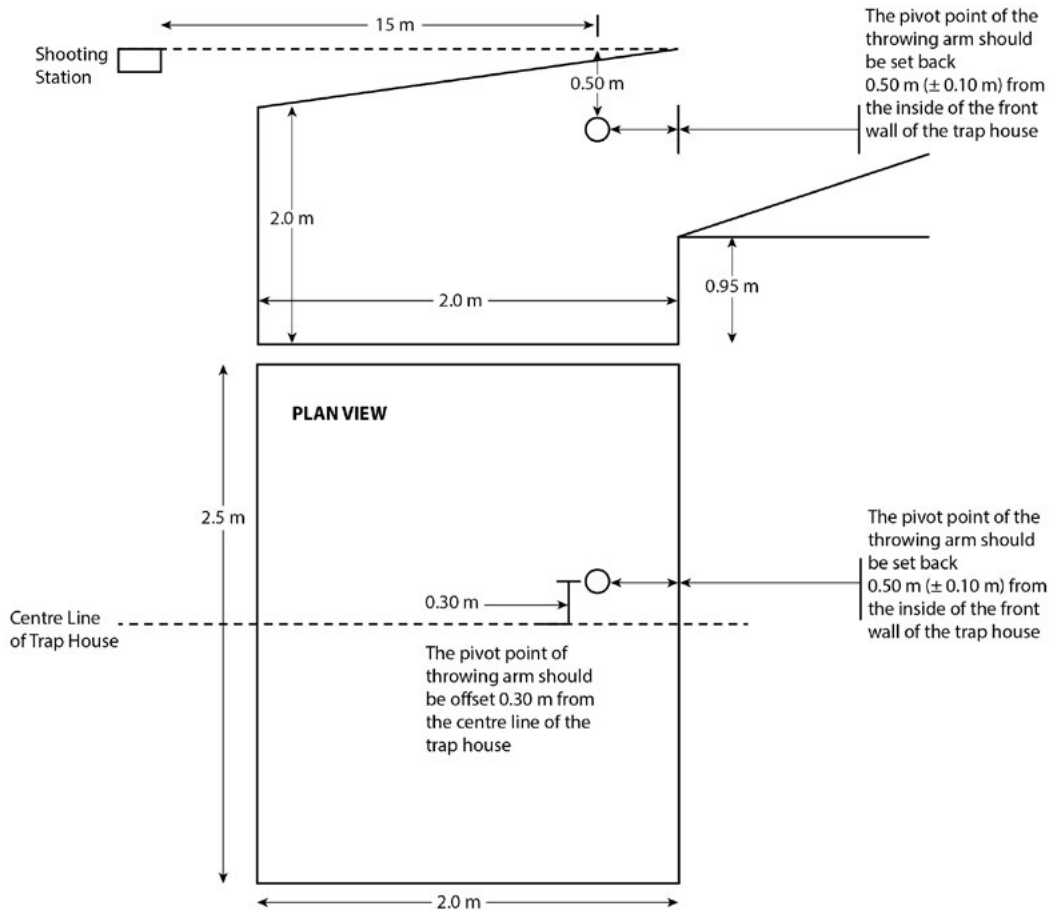 15 m
Shooting
Station
The pivot point of the
throwing arm should
be set back
0.50 m (± 0.10 m) from
the inside of the front
wall of the trap house
0.50 m
2.0 m
0.95 m
2.0 m
PLAN VIEW
2.5 m
The pivot point of the
throwing arm should
be set back
0.50 m (± 0.10 m) from
the inside of the front
wall of the trap house
0.30 m
Centre Line
of Trap House
The pivot point of
throwing arm should
be offset 0.30 m from
the centre line of the
trap house
2.0 m